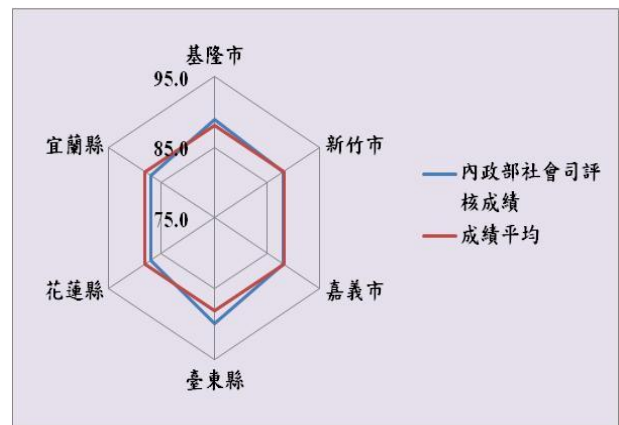 基隆市
95.0
宜蘭縣
85.0
新竹市
75.0
內政部社會司評
核成績
成績平均
花蓮縣
嘉義市
臺東縣